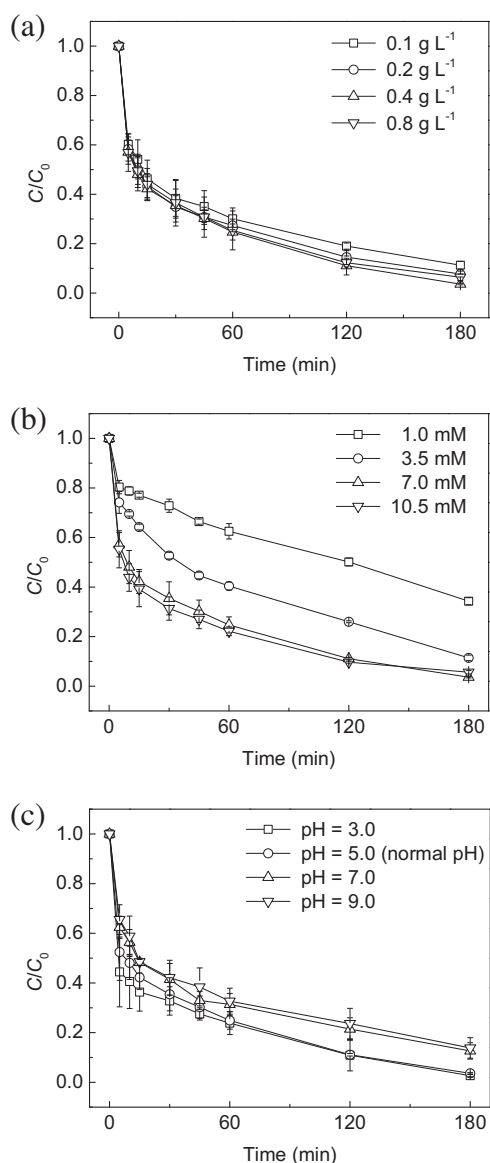 (a)
0.1 g L⁻¹
0.2 g L⁻¹
0.4 g L⁻¹
0.8 g L⁻¹
C/C₀
1.0
0.8
0.6
0.4
0.2
0.0
0 60 120 180
Time (min)
(b)
1.0 mM
3.5 mM
7.0 mM
10.5 mM
C/C₀
1.0
0.8
0.6
0.4
0.2
0.0
0 60 120 180
Time (min)
(c)
pH = 3.0
pH = 5.0 (normal pH)
pH = 7.0
pH = 9.0
C/C₀
1.0
0.8
0.6
0.4
0.2
0.0
0 60 120 180
Time (min)